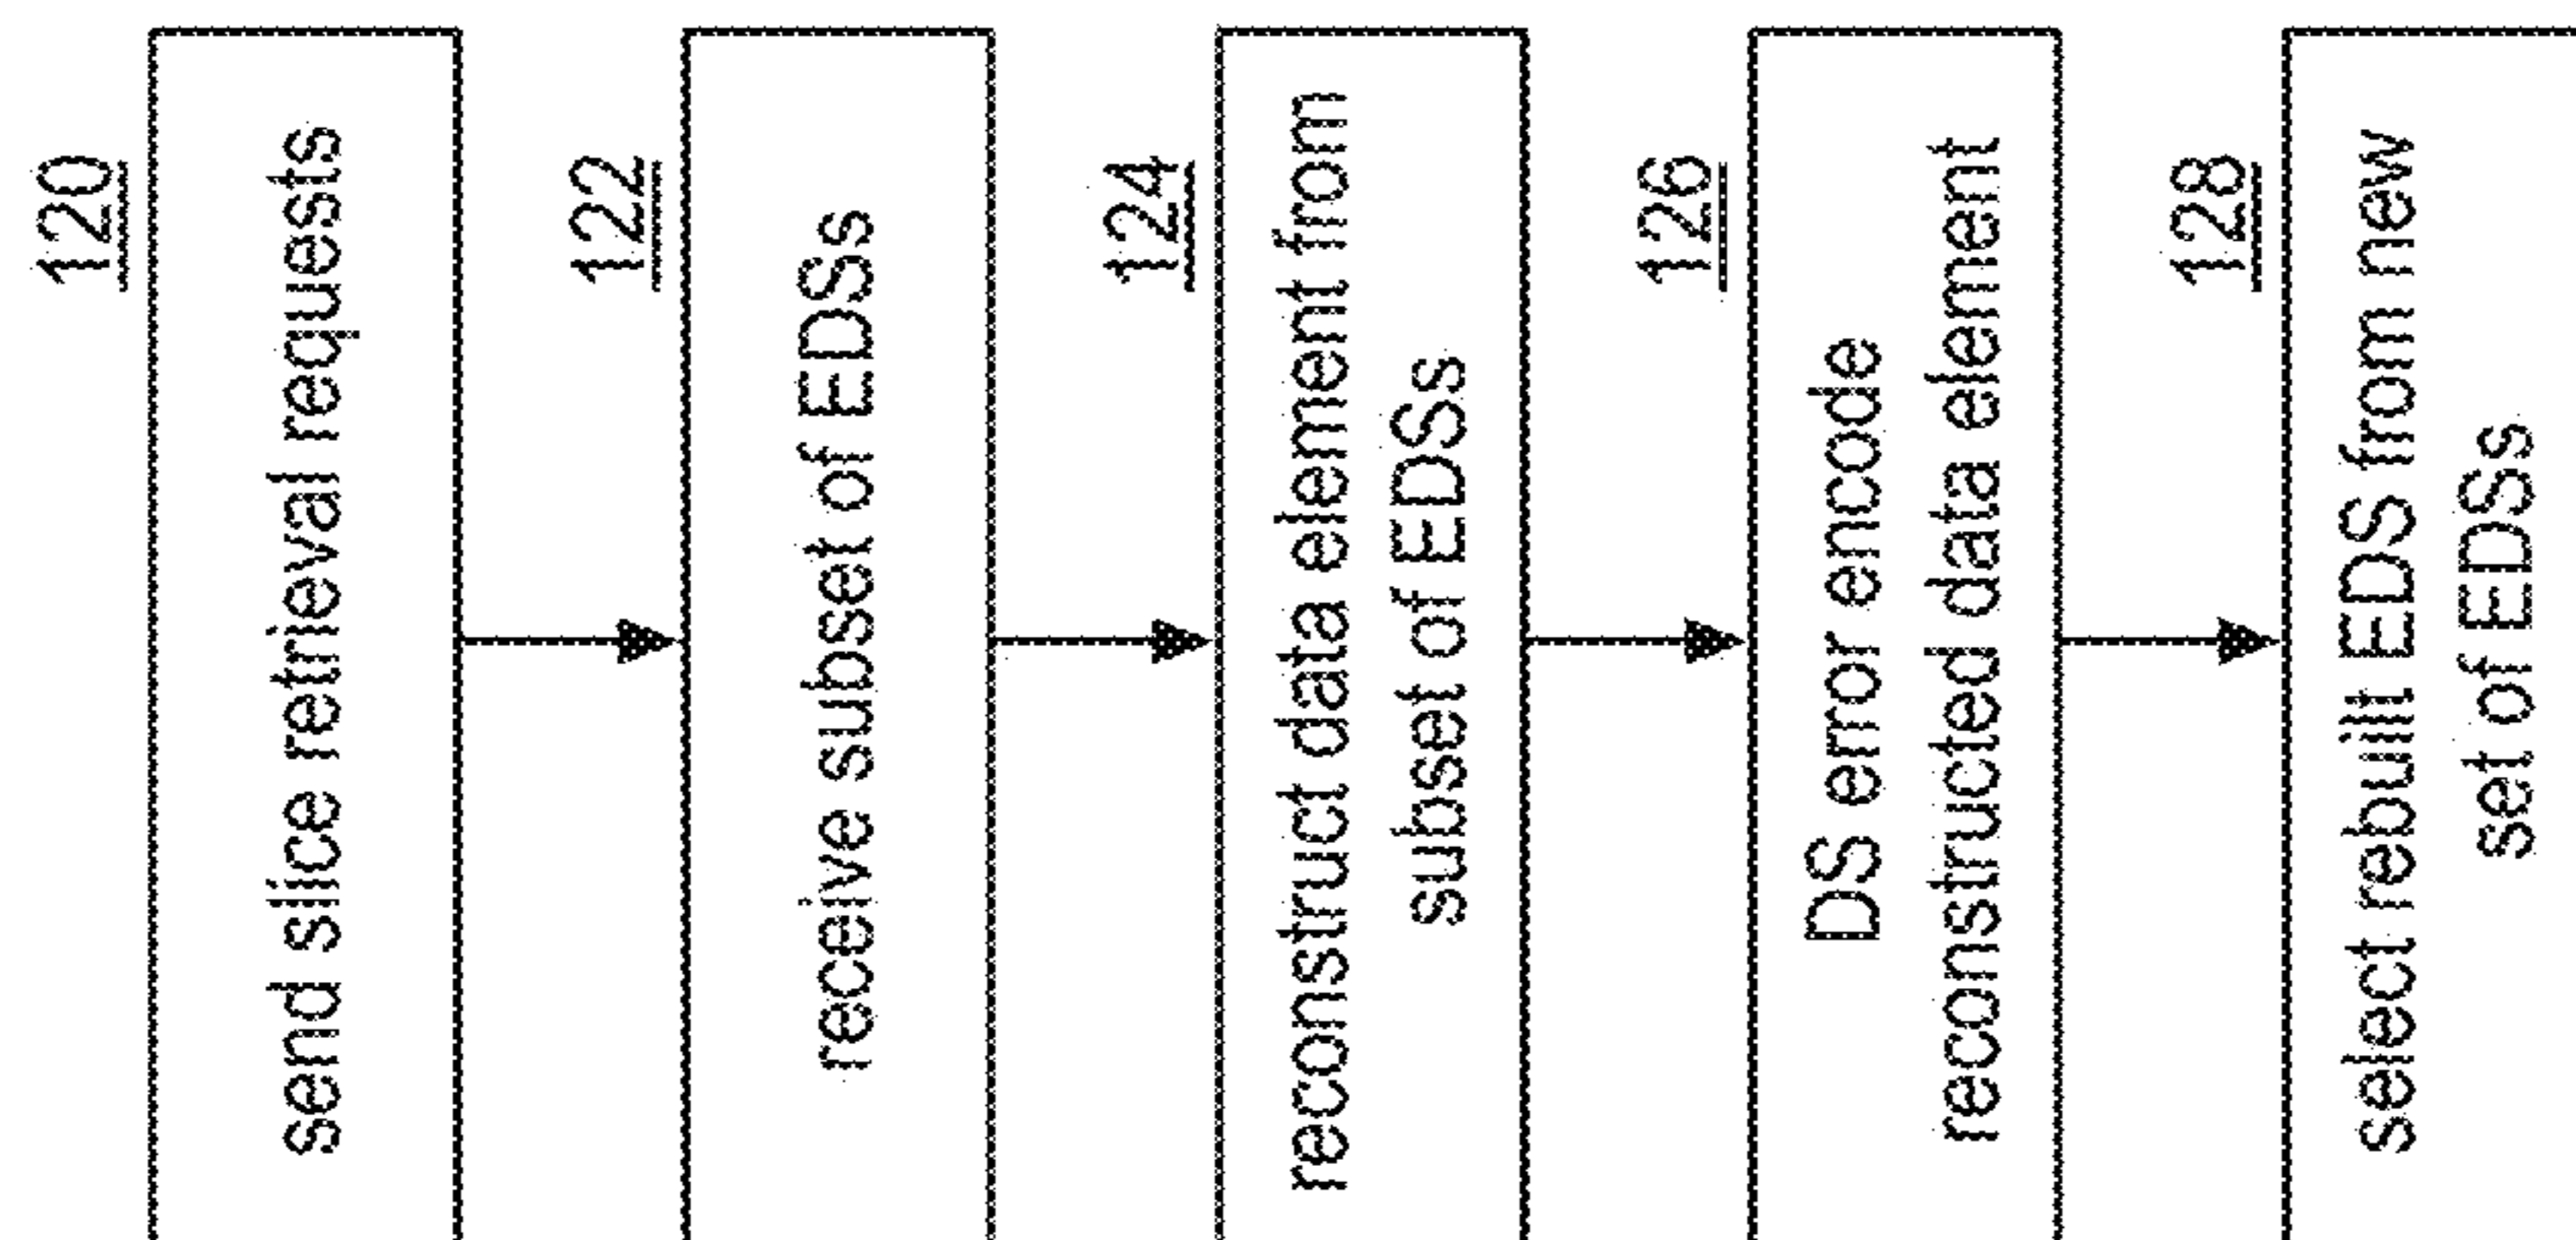 120
send slice retrieval requests
122
receive subset of EDSs
124
reconstruct data element from
subset of EDSs
126
DS error encode
reconstructed data element
128
select rebuilt EDS from new
set of EDSs